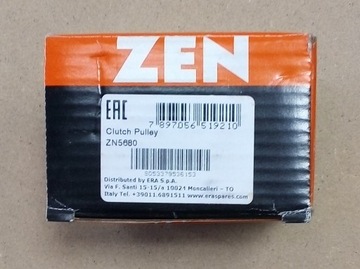 ZEN
EAC
7 897056 519210
Clutch Pulley
ZN5680
Distributed by ERA S.p.A.
Via F. Santi 15-15/a 10024 Moncalieri - TO
Italy Tel. +39011.6891511 www.eraspares.com